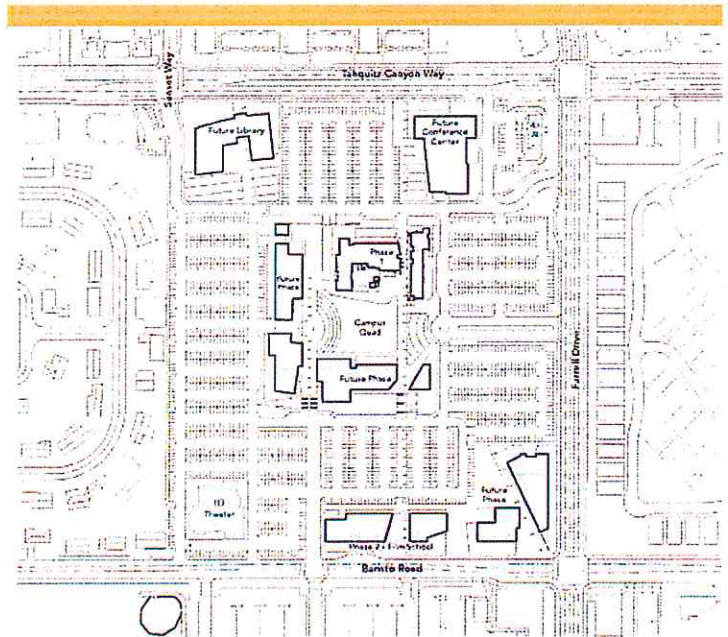 Tahquitz Canyon Way
Sunset Way
Future Library
Future
Conference
Center
(E)
Phase
1
Future
Phase
Campus
Quad
Farrell Drive
Future Phase
Future
Phase
(E)
Theater
Phase 2 - Film School
Baristo Road